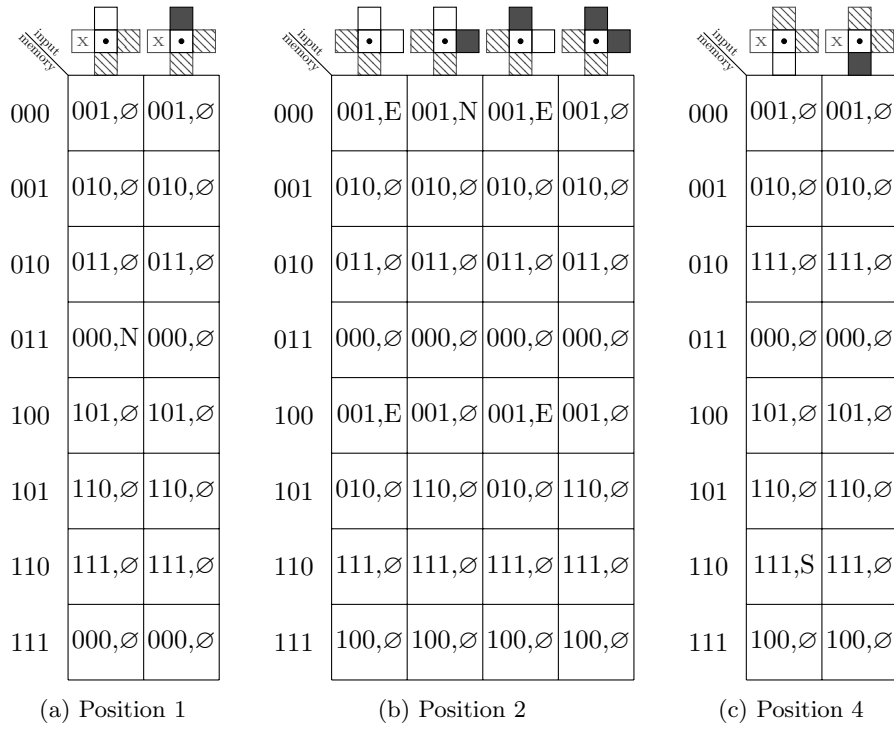 x x x x
input memory input memory
000 001,∅ 001,∅ 000 001,E 001,N 001,E 001,∅ 000 001,∅ 001,∅
001 010,∅ 010,∅ 001 010,∅ 010,∅ 010,∅ 010,∅ 001 010,∅ 010,∅
010 011,∅ 011,∅ 010 011,∅ 011,∅ 011,∅ 011,∅ 010 111,∅ 111,∅
011 000,N 000,∅ 011 000,∅ 000,∅ 000,∅ 000,∅ 011 000,∅ 000,∅
100 101,∅ 101,∅ 100 001,E 001,∅ 001,E 001,∅ 100 101,∅ 101,∅
101 110,∅ 110,∅ 101 010,∅ 110,∅ 010,∅ 110,∅ 101 110,∅ 110,∅
110 111,∅ 111,∅ 110 111,∅ 111,∅ 111,∅ 111,∅ 110 111,S 111,∅
111 000,∅ 000,∅ 111 100,∅ 100,∅ 100,∅ 100,∅ 111 100,∅ 100,∅
(a) Position 1 (b) Position 2 (c) Position 4